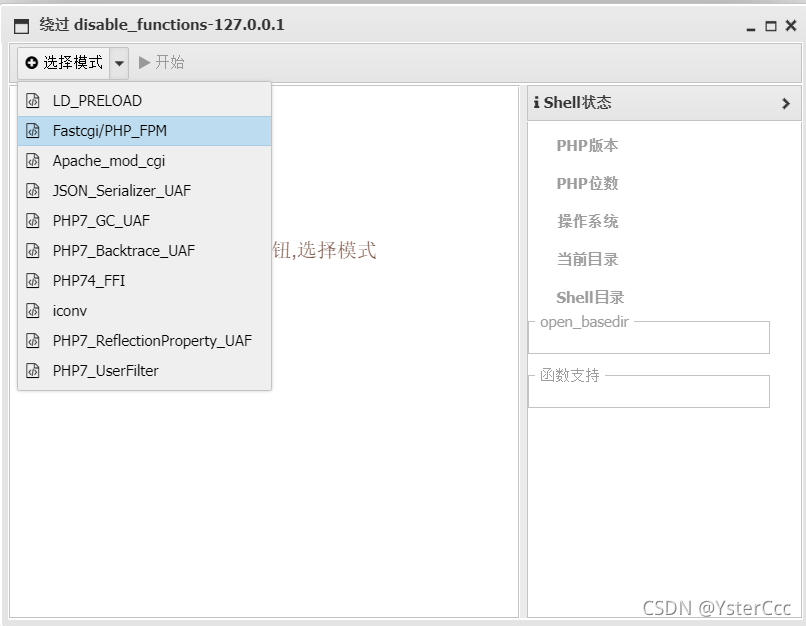 绕过 disable_functions-127.0.0.1
选择模式
开始
LD_PRELOAD
Fastcgi/PHP_FPM
Apache_mod_cgi
JSON_Serializer_UAF
PHP7_GC_UAF
PHP7_Backtrace_UAF
PHP74_FFI
iconv
PHP7_ReflectionProperty_UAF
PHP7_UserFilter
钮,选择模式
Shell状态
PHP版本
PHP位数
操作系统
当前目录
Shell目录
open_basedir
函数支持
CSDN @YsterCcc